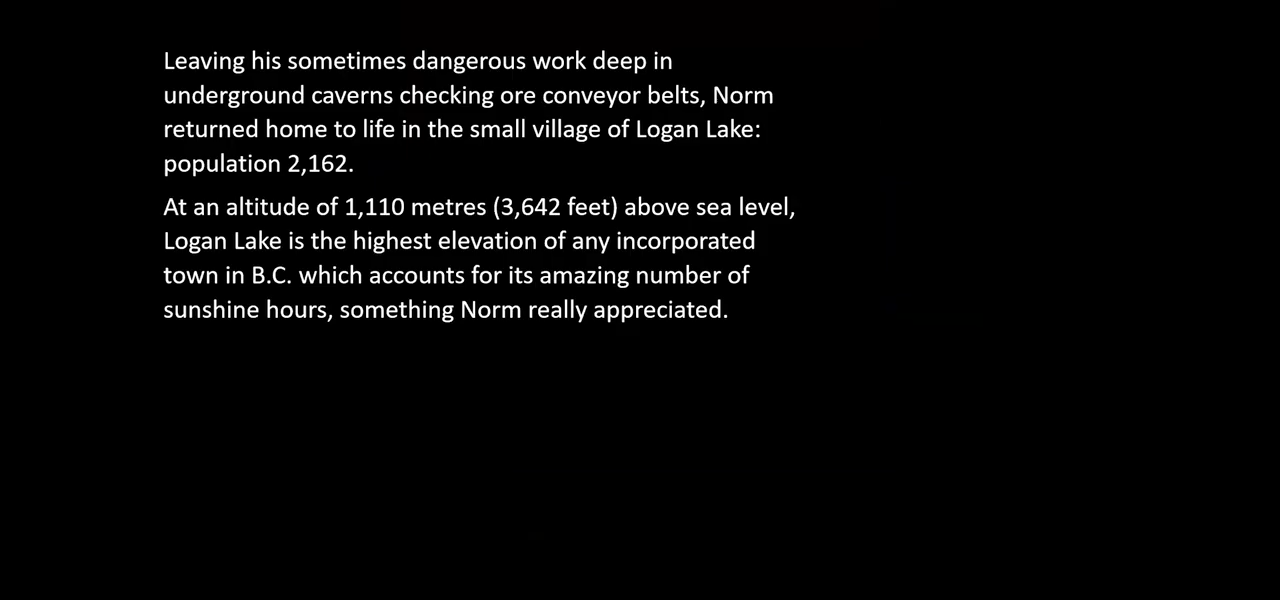 Leaving his sometimes dangerous work deep in
underground caverns checking ore conveyor belts, Norm
returned home to life in the small village of Logan Lake:
population 2,162.
At an altitude of 1,110 metres (3,642 feet) above sea level,
Logan Lake is the highest elevation of any incorporated
town in B.C. which accounts for its amazing number of
sunshine hours, something Norm really appreciated.